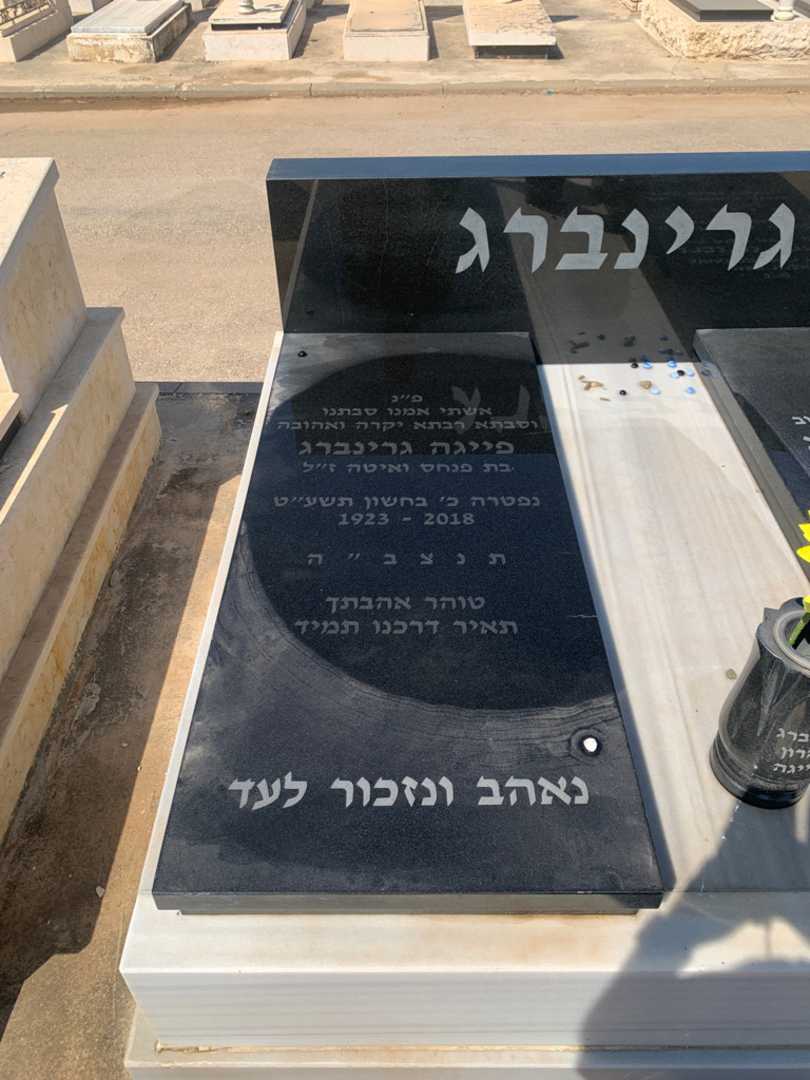 גרינברג
פ״נ
אשתי אמנו סבתנו
וסבתא רבתא יקרה ואהובה
פייגה גרינברג
בת פנחס ואיטה ז״ל
נפטרה כ׳ בחשון תשע״ט
1923 - 2018
ת נ צ ב ״ ה
טוהר אהבתך
תאיר דרכנו תמיד
נאהב ונזכור לעד